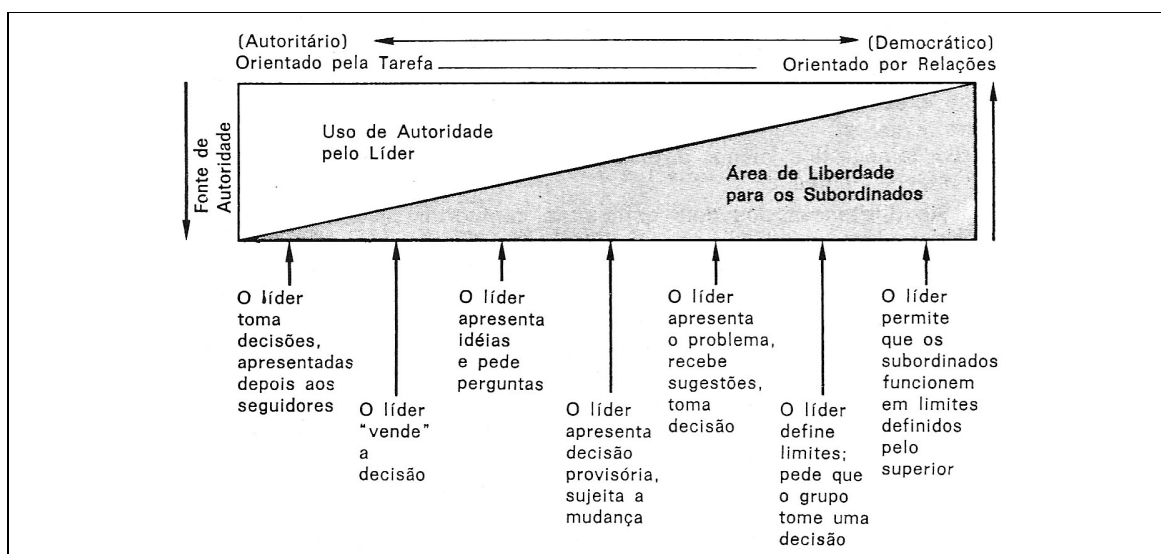 (Autoritário)
(Democrático)
Orientado pela Tarefa
Orientado por Relações
Fonte de
Autoridade
Uso de Autoridade
pelo Líder
Área de Liberdade
para os Subordinados
O líder
toma
decisões,
apresentadas
depois aos
seguidores
O líder
"vende"
a
decisão
O líder
apresenta
idéias
e pede
perguntas
O líder
apresenta
decisão
provisória,
sujeita a
mudança
O líder
apresenta
o problema,
recebe
sugestões,
toma
decisão
O líder
define
limites;
pede que
o grupo
tome uma
decisão
O líder
permite
que os
subordinados
funcionem
em limites
definidos
pelo
superior